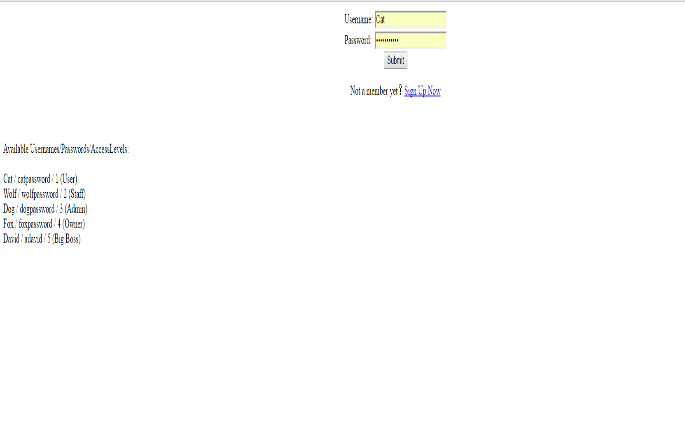 Username: Cat
Password: •••••••••••
Submit
Not a member yet? Sign Up Now
Available Usernames/Passwords/AccessLevels:
Cat / catpassword / 1 (User)
Wolf / wolfpassword / 2 (Staff)
Dog / dogpassword / 3 (Admin)
Fox / foxpassword / 4 (Owner)
David / adavid / 5 (Big Boss)